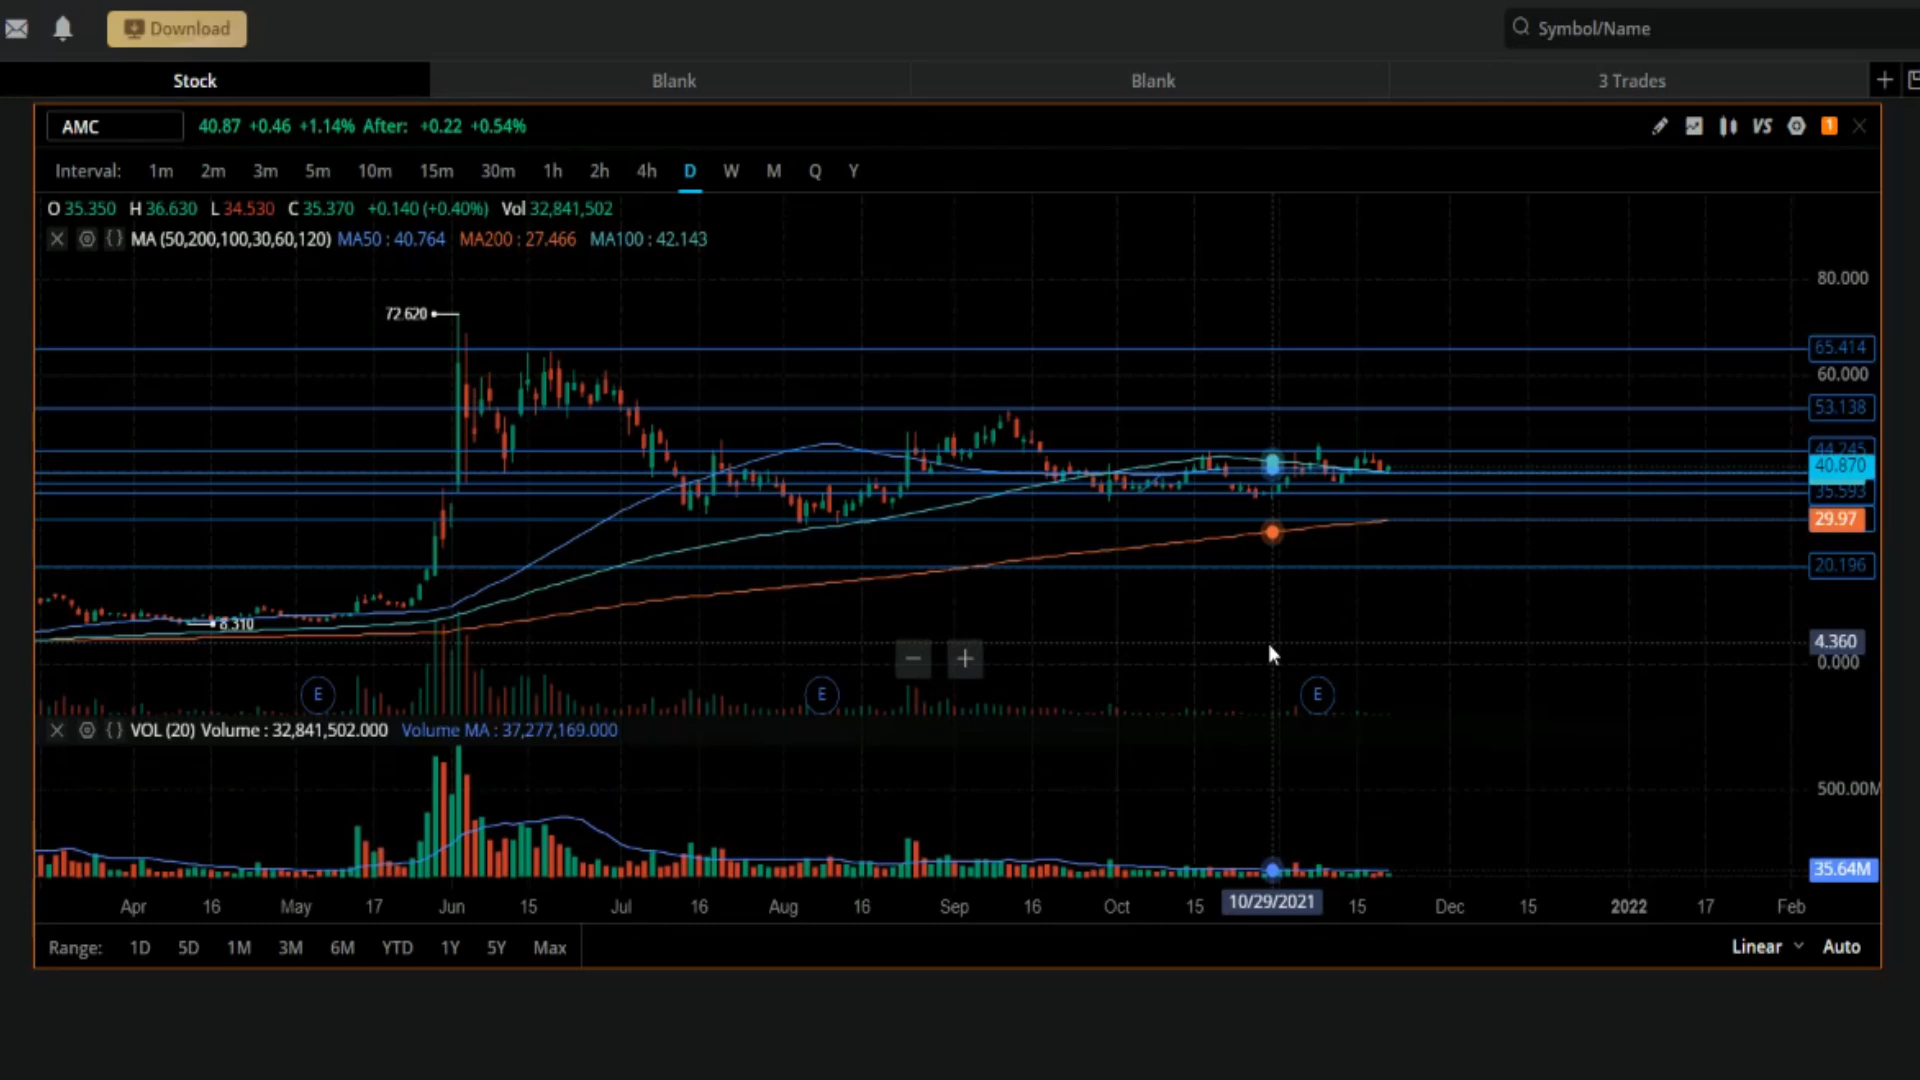 Download
Symbol/Name
Stock
Blank
Blank
3 Trades
AMC
40.87 +0.46 +1.14% After: +0.22 +0.54%
VS
1
Interval: 1m 2m 3m 5m 10m 15m 30m 1h 2h 4h D W M Q Y
O 35.350 H 36.630 L 34.530 C 35.370 +0.140 (+0.40%) Vol 32,841,502
MA (50,200,100,30,60,120) MA50 : 40.764 MA200 : 27.466 MA100 : 42.143
80.000
72.620
65.414
60.000
53.138
44.245
40.870
35.593
29.97
20.196
8.310
4.360
0.000
E
E
E
VOL (20) Volume : 32,841,502.000 Volume MA : 37,277,169.000
500.00M
35.64M
Apr 16 May 17 Jun 15 Jul 16 Aug 16 Sep 16 Oct 15 10/29/2021 15 Dec 15 2022 17 Feb
Range: 1D 5D 1M 3M 6M YTD 1Y 5Y Max
Linear Auto